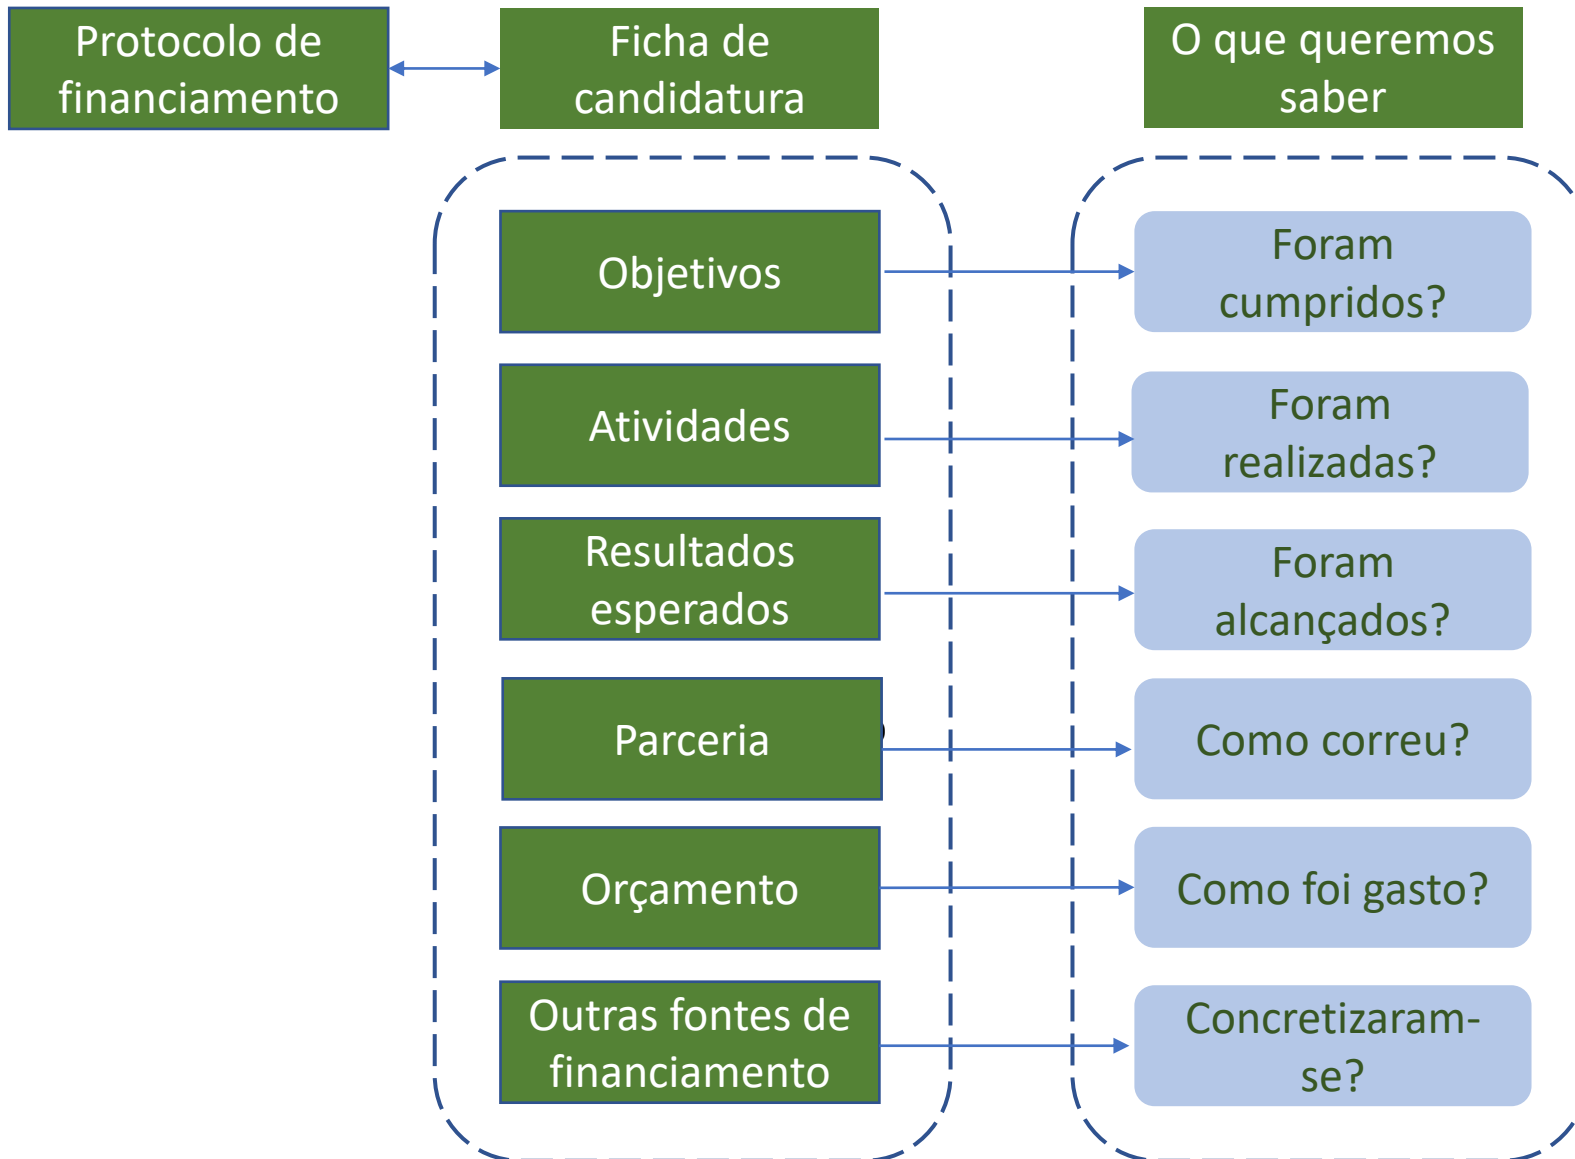 Protocolo de
financiamento
Ficha de
candidatura
O que queremos
saber
Objetivos
Foram
cumpridos?
Atividades
Foram
realizadas?
Resultados
esperados
Foram
alcançados?
Parceria
Como correu?
Orçamento
Como foi gasto?
Outras fontes de
financiamento
Concretizaram-
se?